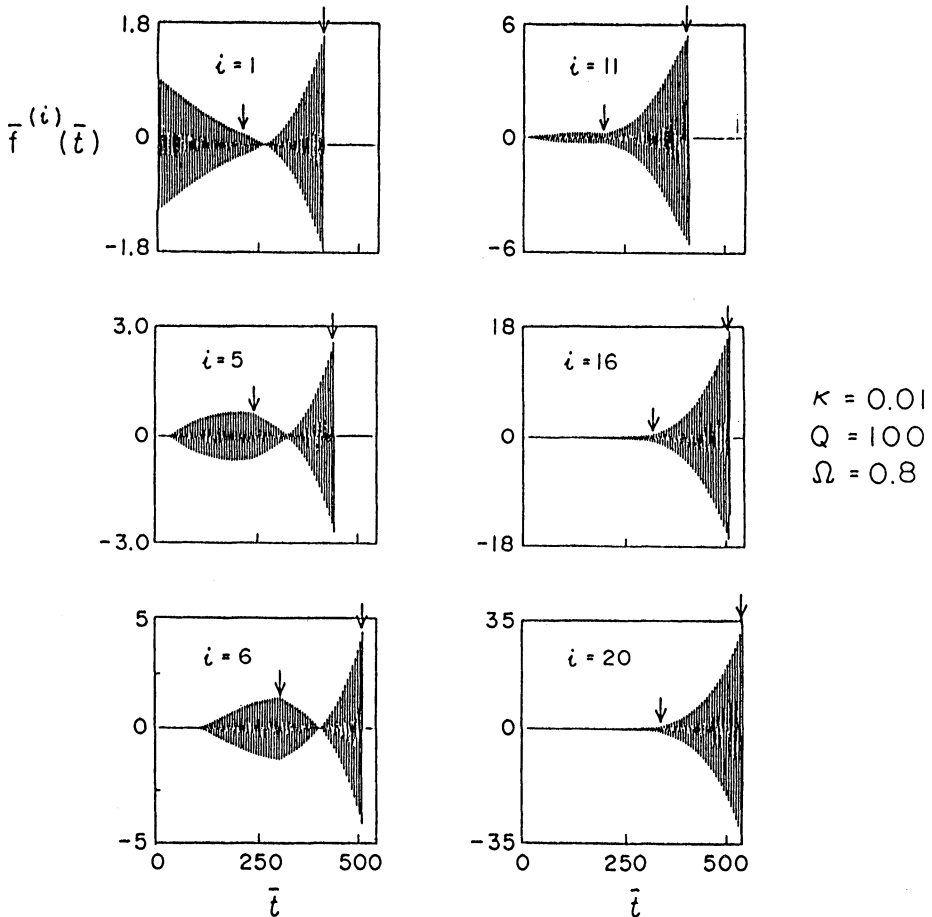 f̄^(i)(t̄)
1.8
0
-1.8
i = 1
6
0
-6
i = 11
3.0
0
-3.0
i = 5
18
0
-18
i = 16
κ = 0.01
Q = 100
Ω = 0.8
5
0
-5
i = 6
0 250 500
t̄
35
0
-35
i = 20
0 250 500
t̄